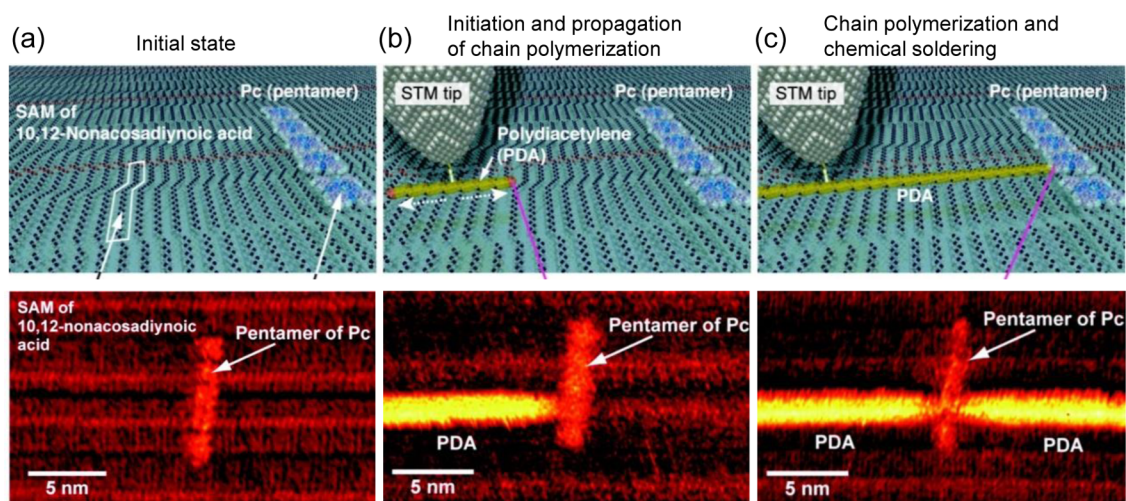 (a)
Initial state
(b)
Initiation and propagation
of chain polymerization
(c)
Chain polymerization and
chemical soldering
SAM of
10,12-Nonacosadiynoic acid
Pc (pentamer)
STM tip
Pc (pentamer)
Polydiacetylene
(PDA)
STM tip
Pc (pentamer)
PDA
SAM of
10,12-nonacosadiynoic
acid
Pentamer of Pc
5 nm
Pentamer of Pc
PDA
5 nm
Pentamer of Pc
PDA
PDA
5 nm